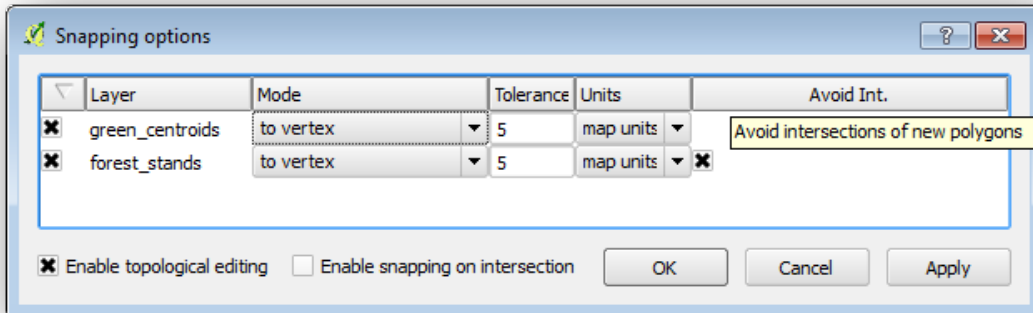 Snapping options
Layer Mode Tolerance Units Avoid Int.
green_centroids to vertex 5 map units
Avoid intersections of new polygons
forest_stands to vertex 5 map units
Enable topological editing Enable snapping on intersection OK Cancel Apply